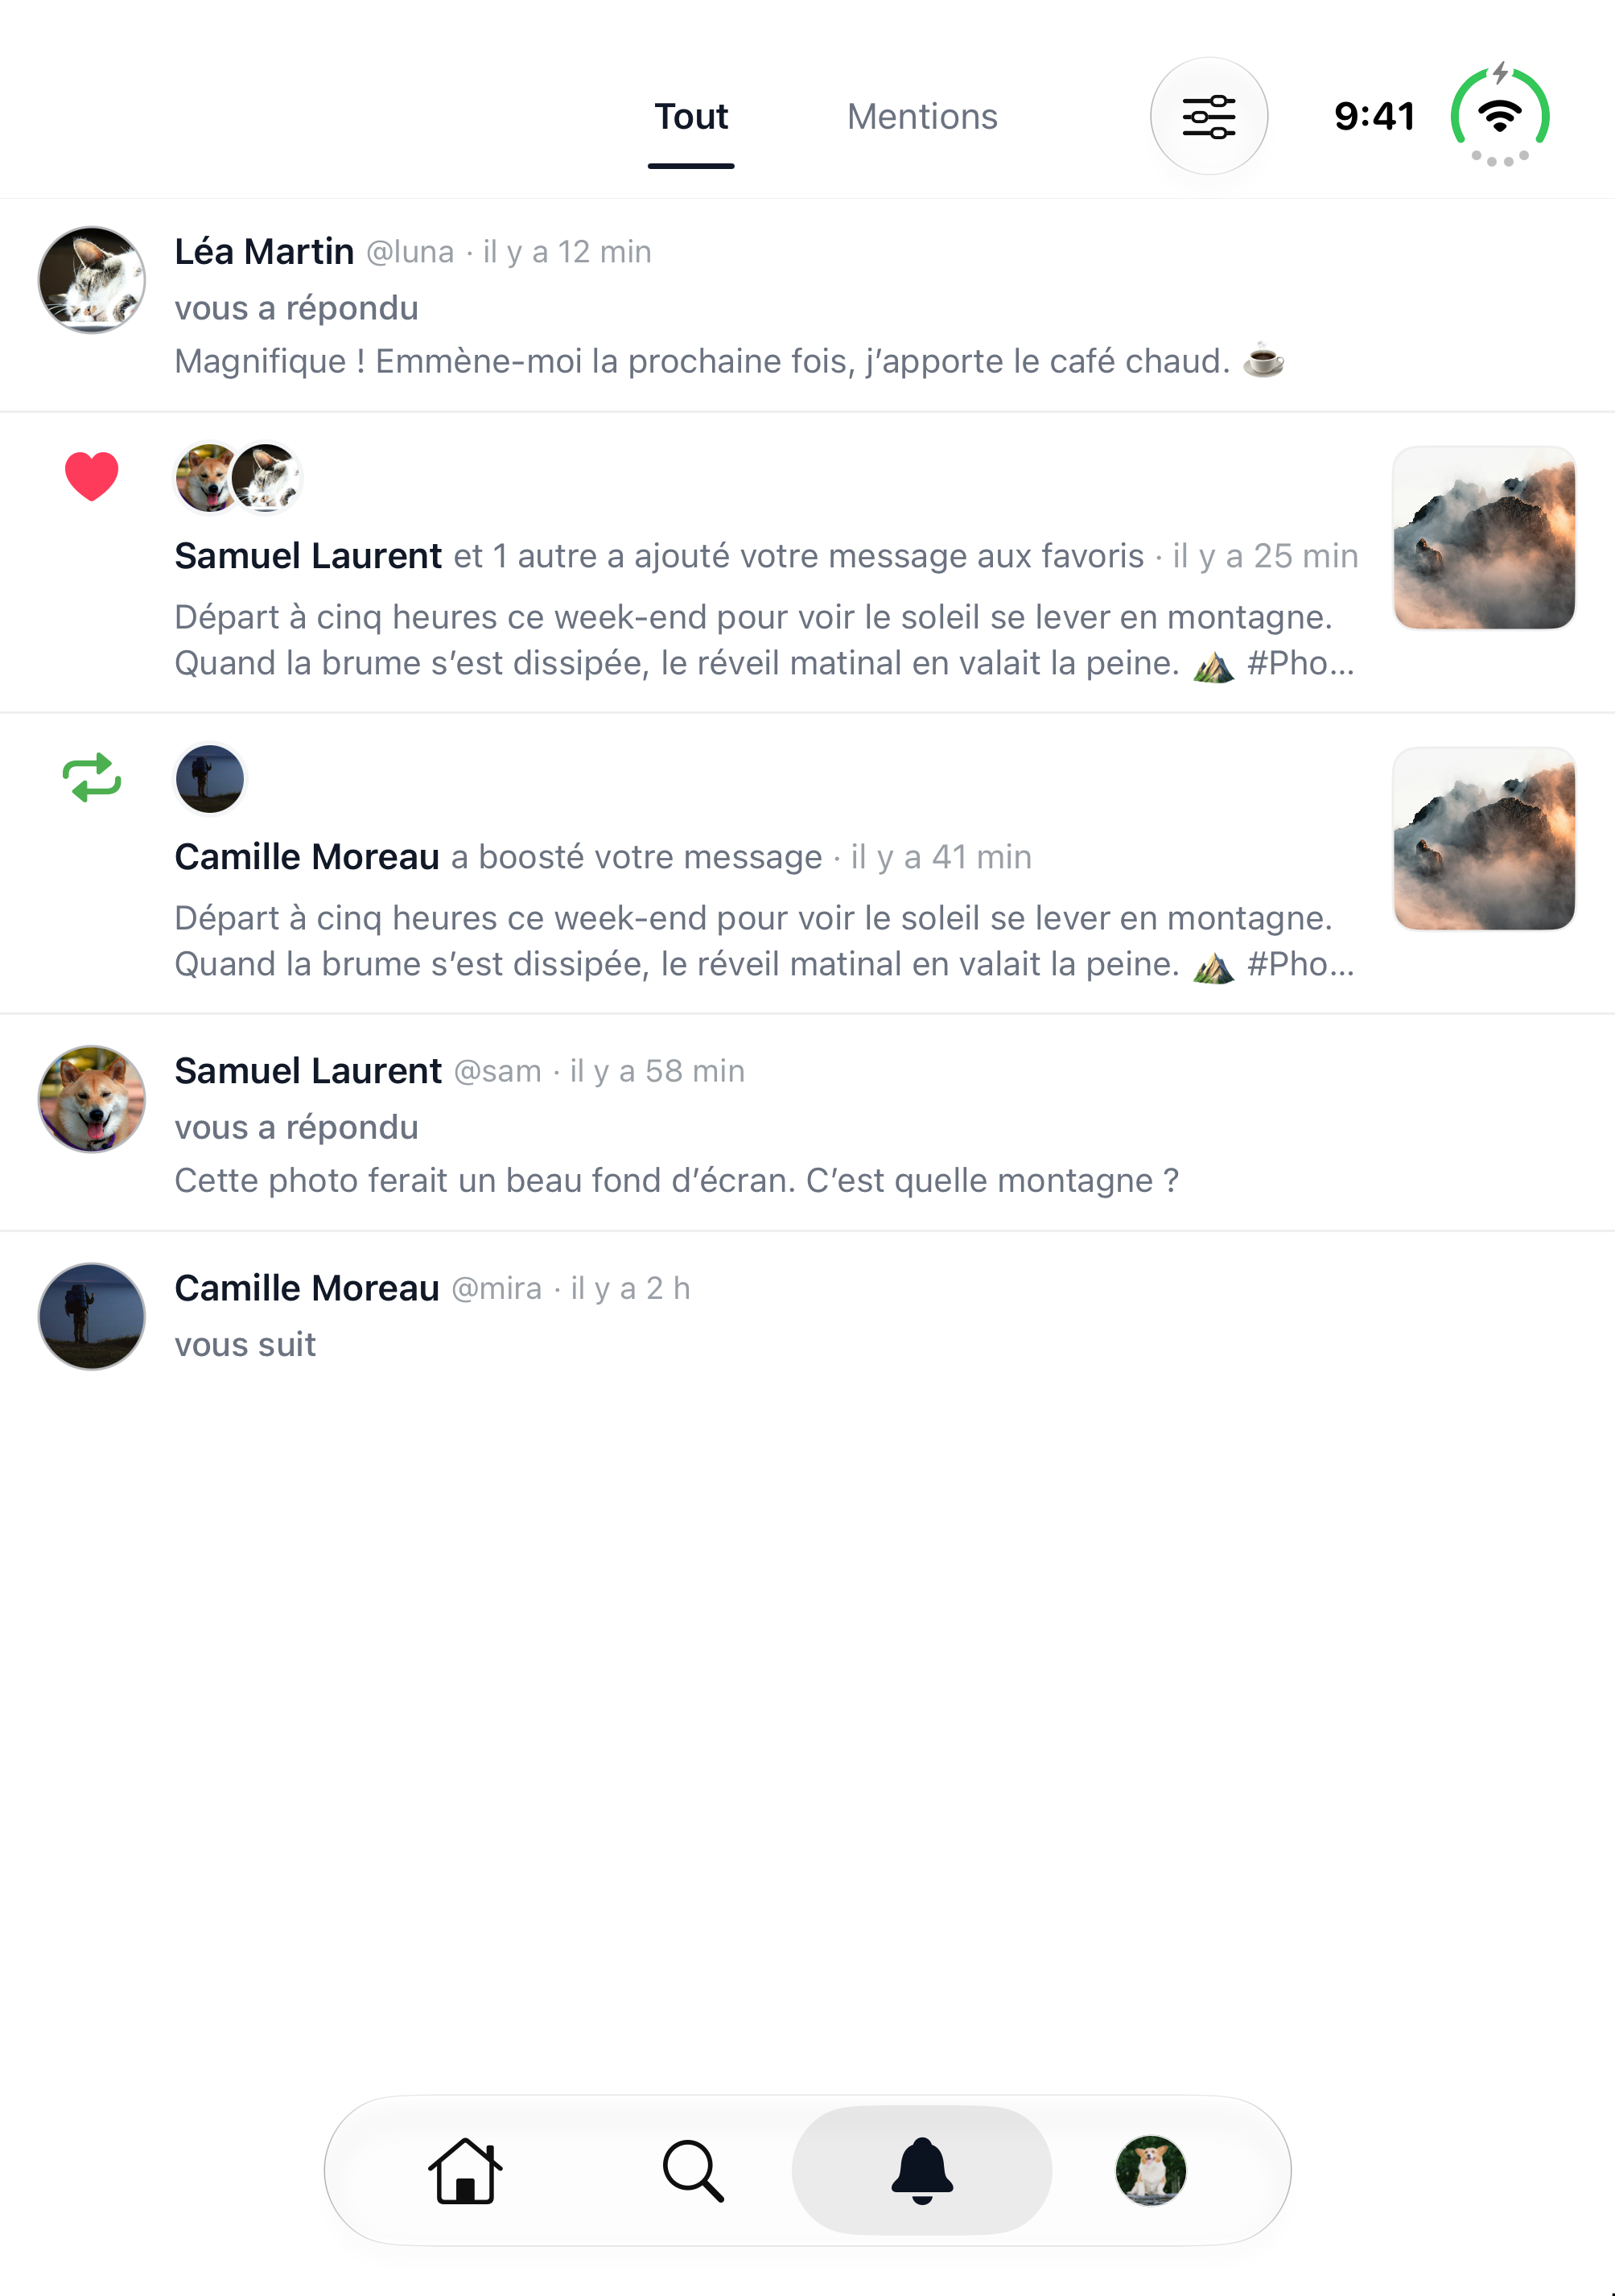 Tout Mentions 9:41
Léa Martin @luna · il y a 12 min
vous a répondu
Magnifique ! Emmène-moi la prochaine fois, j’apporte le café chaud. ☕
Samuel Laurent et 1 autre a ajouté votre message aux favoris · il y a 25 min
Départ à cinq heures ce week-end pour voir le soleil se lever en montagne.
Quand la brume s’est dissipée, le réveil matinal en valait la peine. ⛰️ #Pho…
Camille Moreau a boosté votre message · il y a 41 min
Départ à cinq heures ce week-end pour voir le soleil se lever en montagne.
Quand la brume s’est dissipée, le réveil matinal en valait la peine. ⛰️ #Pho…
Samuel Laurent @sam · il y a 58 min
vous a répondu
Cette photo ferait un beau fond d’écran. C’est quelle montagne ?
Camille Moreau @mira · il y a 2 h
vous suit